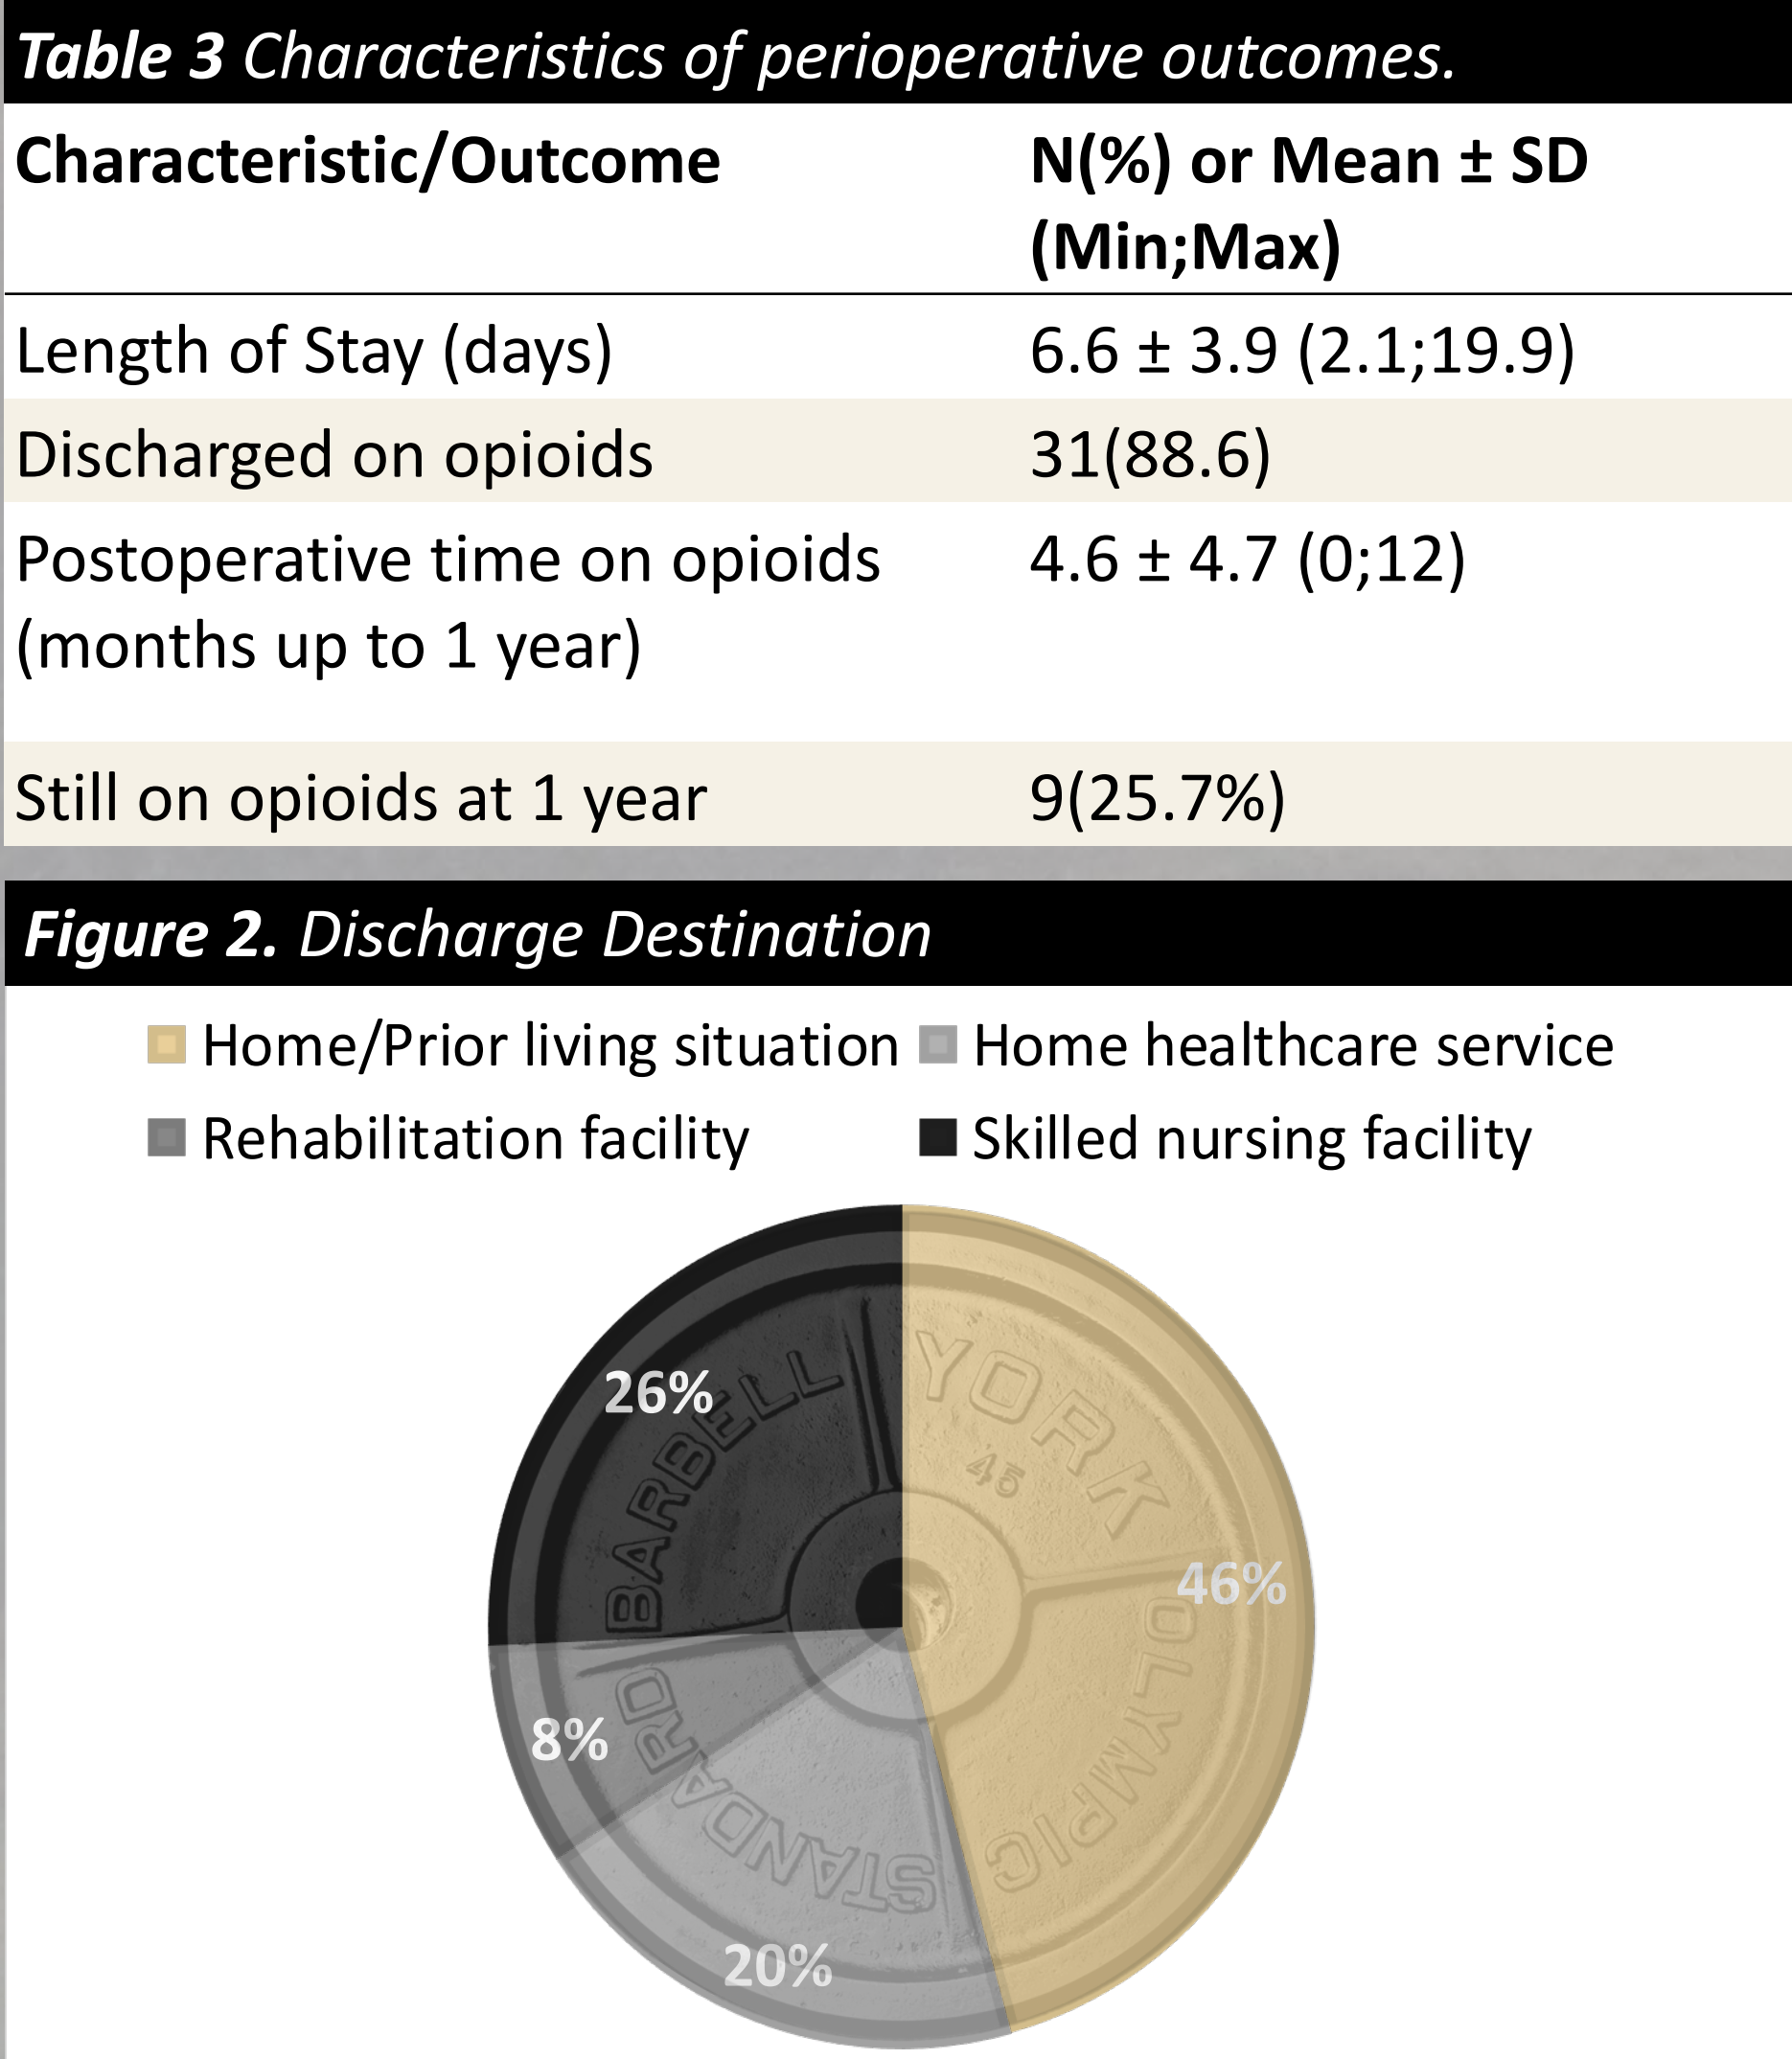 Table 3 Characteristics of perioperative outcomes.
Characteristic/Outcome N(%) or Mean ± SD
(Min;Max)
Length of Stay (days) 6.6 ± 3.9 (2.1;19.9)
Discharged on opioids 31(88.6)
Postoperative time on opioids 4.6 ± 4.7 (0;12)
(months up to 1 year)
Still on opioids at 1 year 9(25.7%)
Figure 2. Discharge Destination
Home/Prior living situation Home healthcare service
Rehabilitation facility Skilled nursing facility
26%
BARBELL
YORK
45
46%
OLYMPIC
8%
STANDARD
20%